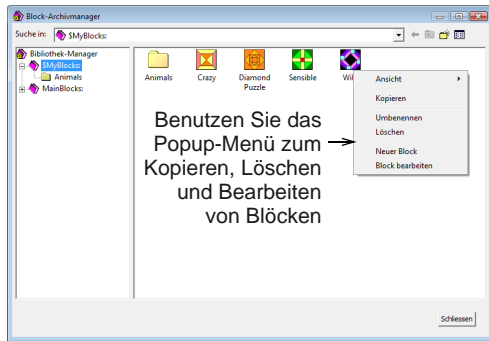 Block-Archivmanager
Suche in: $MyBlocks:
Bibliothek-Manager
$MyBlocks:
Animals
MainBlocks:
Animals
Crazy
Diamond
Puzzle
Sensible
Ansicht
Kopieren
Umbenennen
Löschen
Neuer Block
Block bearbeiten
Benutzen Sie das
Popup-Menü zum
Kopieren, Löschen
und Bearbeiten
von Blöcken
Schliessen